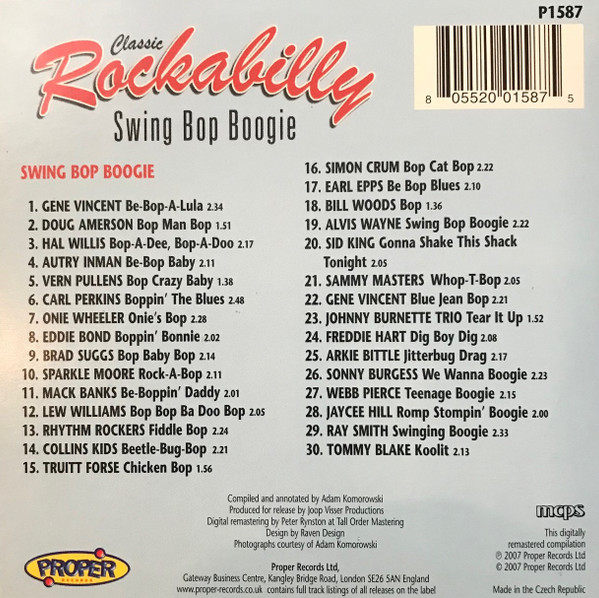 P1587
8 05520 01587 5
Classic
Rockabilly
Swing Bop Boogie
SWING BOP BOOGIE
1. GENE VINCENT Be-Bop-A-Lula 2.34
2. DOUG AMERSON Bop Man Bop 1.51
3. HAL WILLIS Bop-A-Dee, Bop-A-Doo 2.17
4. AUTRY INMAN Be-Bop Baby 2.11
5. VERN PULLENS Bop Crazy Baby 1.38
6. CARL PERKINS Boppin' The Blues 2.48
7. ONIE WHEELER Onie's Bop 2.28
8. EDDIE BOND Boppin' Bonnie 2.02
9. BRAD SUGGS Bop Baby Bop 2.14
10. SPARKLE MOORE Rock-A-Bop 2.11
11. MACK BANKS Be-Boppin' Daddy 2.01
12. LEW WILLIAMS Bop Bop Ba Doo Bop 2.05
13. RHYTHM ROCKERS Fiddle Bop 2.24
14. COLLINS KIDS Beetle-Bug-Bop 2.21
15. TRUITT FORSE Chicken Bop 1.56
16. SIMON CRUM Bop Cat Bop 2.22
17. EARL EPPS Be Bop Blues 2.10
18. BILL WOODS Bop 1.36
19. ALVIS WAYNE Swing Bop Boogie 2.22
20. SID KING Gonna Shake This Shack
Tonight 2.05
21. SAMMY MASTERS Whop-T-Bop 2.05
22. GENE VINCENT Blue Jean Bop 2.21
23. JOHNNY BURNETTE TRIO Tear It Up 1.52
24. FREDDIE HART Dig Boy Dig 2.08
25. ARKIE BITTLE Jitterbug Drag 2.17
26. SONNY BURGESS We Wanna Boogie 2.23
27. WEBB PIERCE Teenage Boogie 2.15
28. JAYCEE HILL Romp Stompin' Boogie 2.00
29. RAY SMITH Swinging Boogie 2.33
30. TOMMY BLAKE Koolit 2.13
Compiled and annotated by Adam Komorowski
Produced for release by Joop Visser Productions
Digital remastering by Peter Rynston at Tall Order Mastering
Design by Raven Design
Photographs courtesy of Adam Komorowski
PROPER
RECORDS
Proper Records Ltd,
Gateway Business Centre, Kangley Bridge Road, London SE26 5AN England
www.proper-records.co.uk contains full track listings of all releases on the label
mcps
This digitally
remastered compilation
℗ 2007 Proper Records Ltd
© 2007 Proper Records Ltd
Made in the Czech Republic